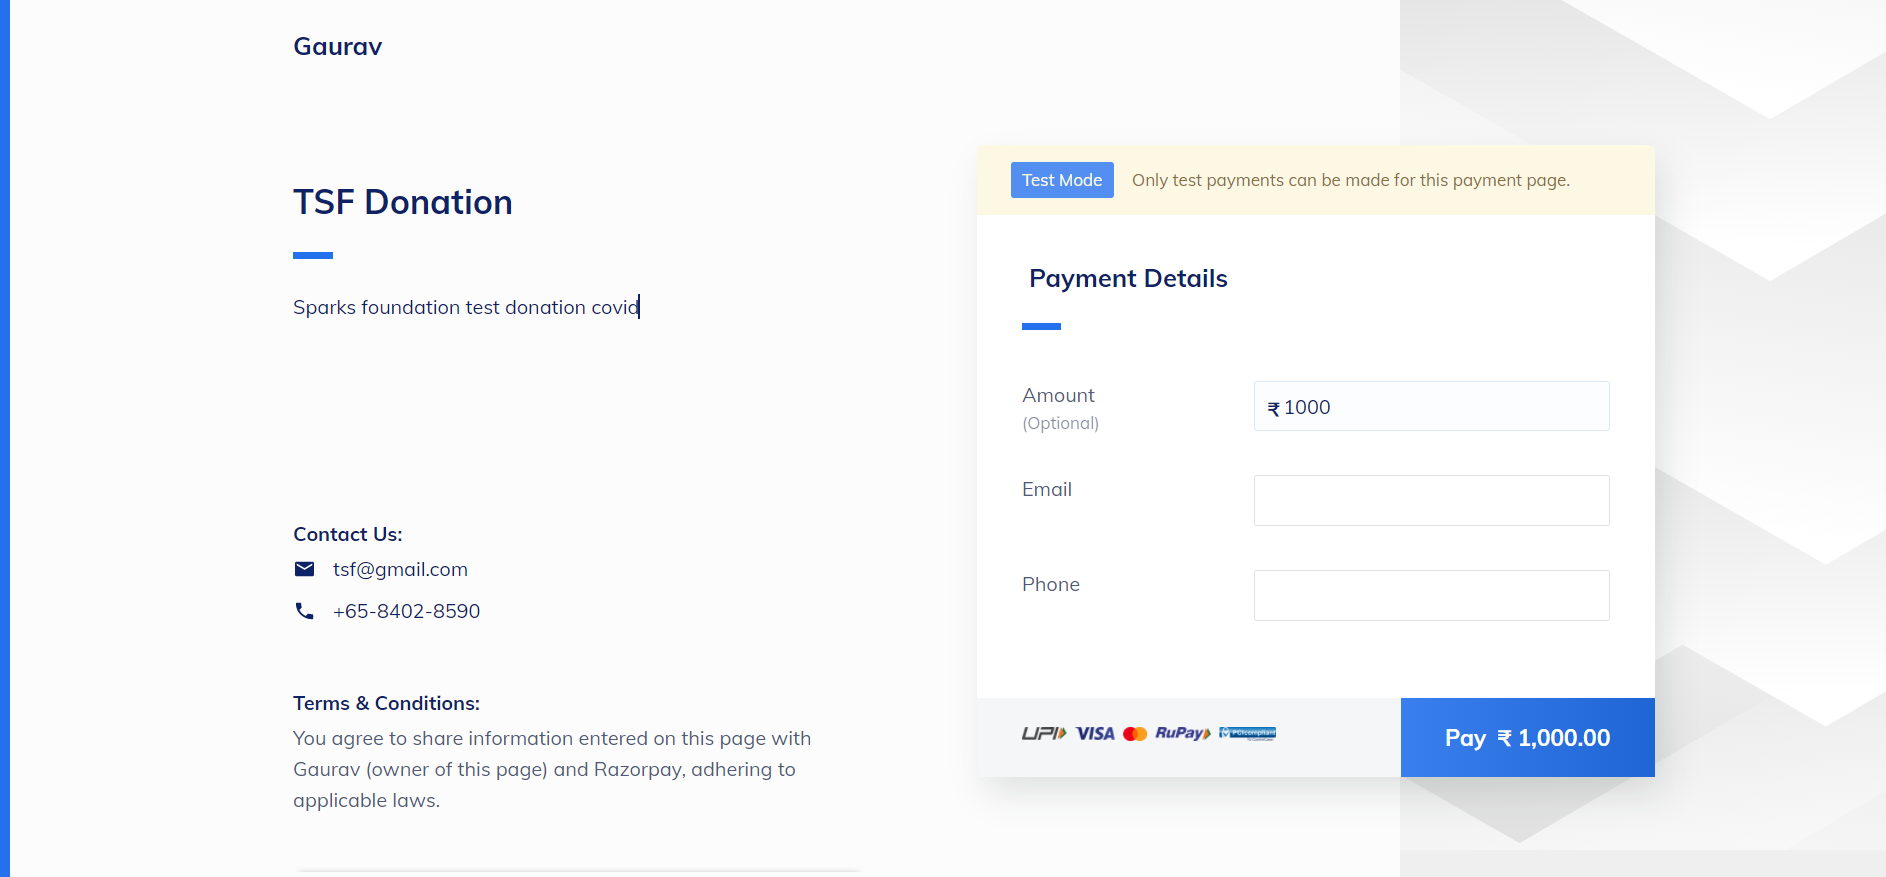 Gaurav
TSF Donation
Sparks foundation test donation covid
Contact Us:
tsf@gmail.com
+65-8402-8590
Terms & Conditions:
You agree to share information entered on this page with
Gaurav (owner of this page) and Razorpay, adhering to
applicable laws.
Test Mode Only test payments can be made for this payment page.
Payment Details
Amount ₹ 1000
(Optional)
Email
Phone
UPI VISA RuPay PCI compliant
Pay ₹ 1,000.00